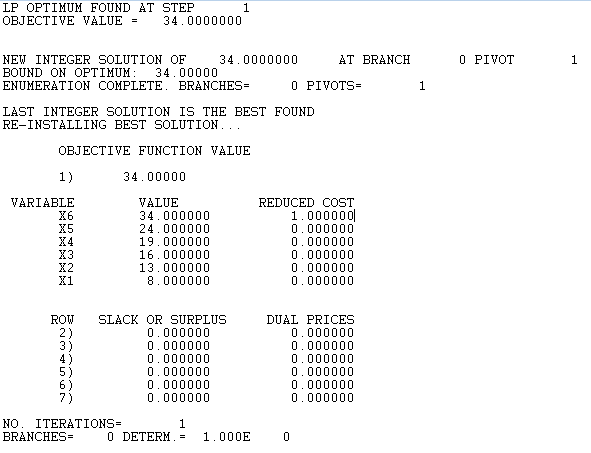 LP OPTIMUM FOUND AT STEP 1
OBJECTIVE VALUE = 34.0000000
NEW INTEGER SOLUTION OF 34.0000000 AT BRANCH 0 PIVOT 1
BOUND ON OPTIMUM: 34.00000
ENUMERATION COMPLETE. BRANCHES= 0 PIVOTS= 1
LAST INTEGER SOLUTION IS THE BEST FOUND
RE-INSTALLING BEST SOLUTION...
OBJECTIVE FUNCTION VALUE
1) 34.00000
VARIABLE VALUE REDUCED COST
X6 34.000000 1.000000
X5 24.000000 0.000000
X4 19.000000 0.000000
X3 16.000000 0.000000
X2 13.000000 0.000000
X1 8.000000 0.000000
ROW SLACK OR SURPLUS DUAL PRICES
2) 0.000000 0.000000
3) 0.000000 0.000000
4) 0.000000 0.000000
5) 0.000000 0.000000
6) 0.000000 0.000000
7) 0.000000 0.000000
NO. ITERATIONS= 1
BRANCHES= 0 DETERM.= 1.000E 0